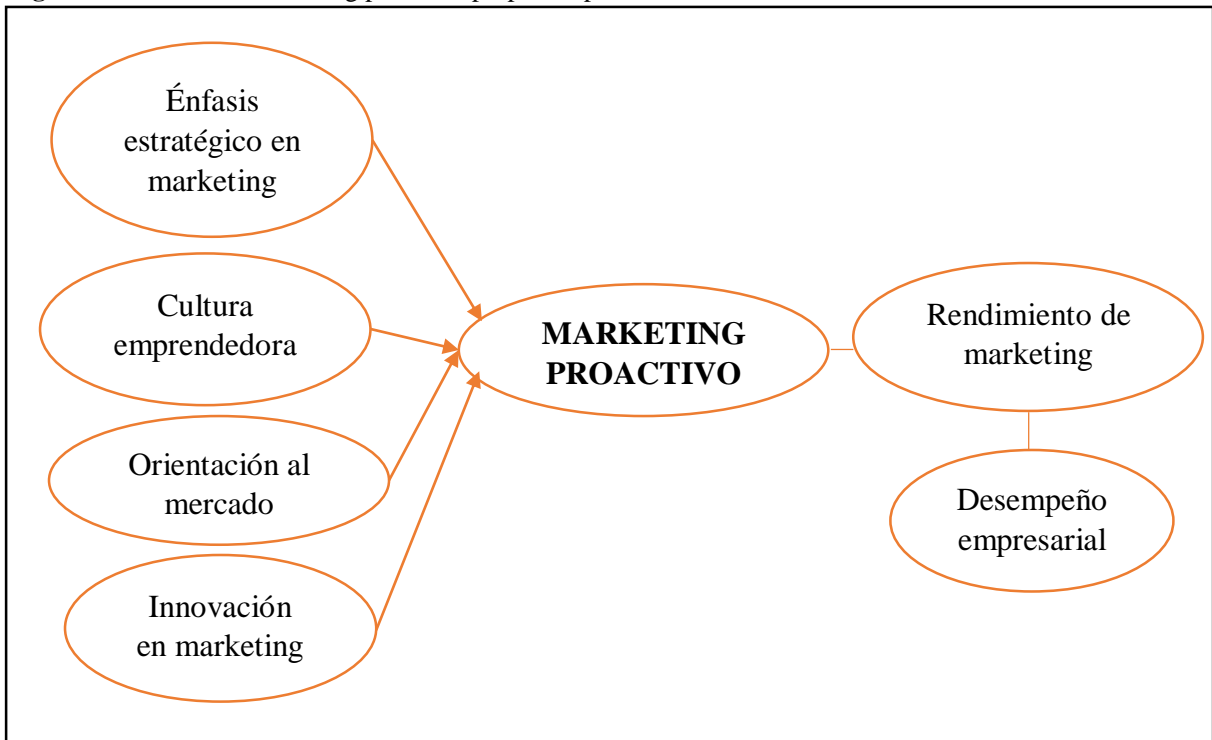 Énfasis
estratégico en
marketing
Cultura
emprendedora
Orientación al
mercado
Innovación
en marketing
MARKETING
PROACTIVO
Rendimiento de
marketing
Desempeño
empresarial